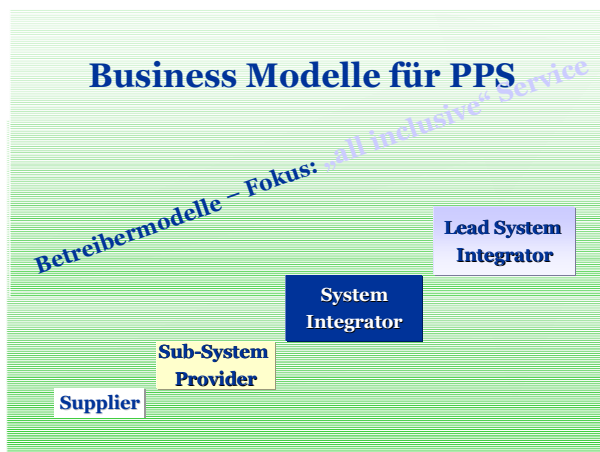 Business Modelle für PPS
Betreibermodelle – Fokus: „all inclusive“ Service
Lead System
Integrator
System
Integrator
Sub-System
Provider
Supplier